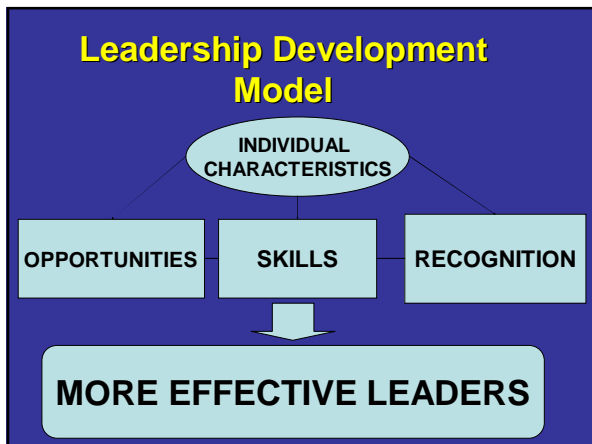 Leadership Development
Model
INDIVIDUAL
CHARACTERISTICS
OPPORTUNITIES
SKILLS
RECOGNITION
MORE EFFECTIVE LEADERS